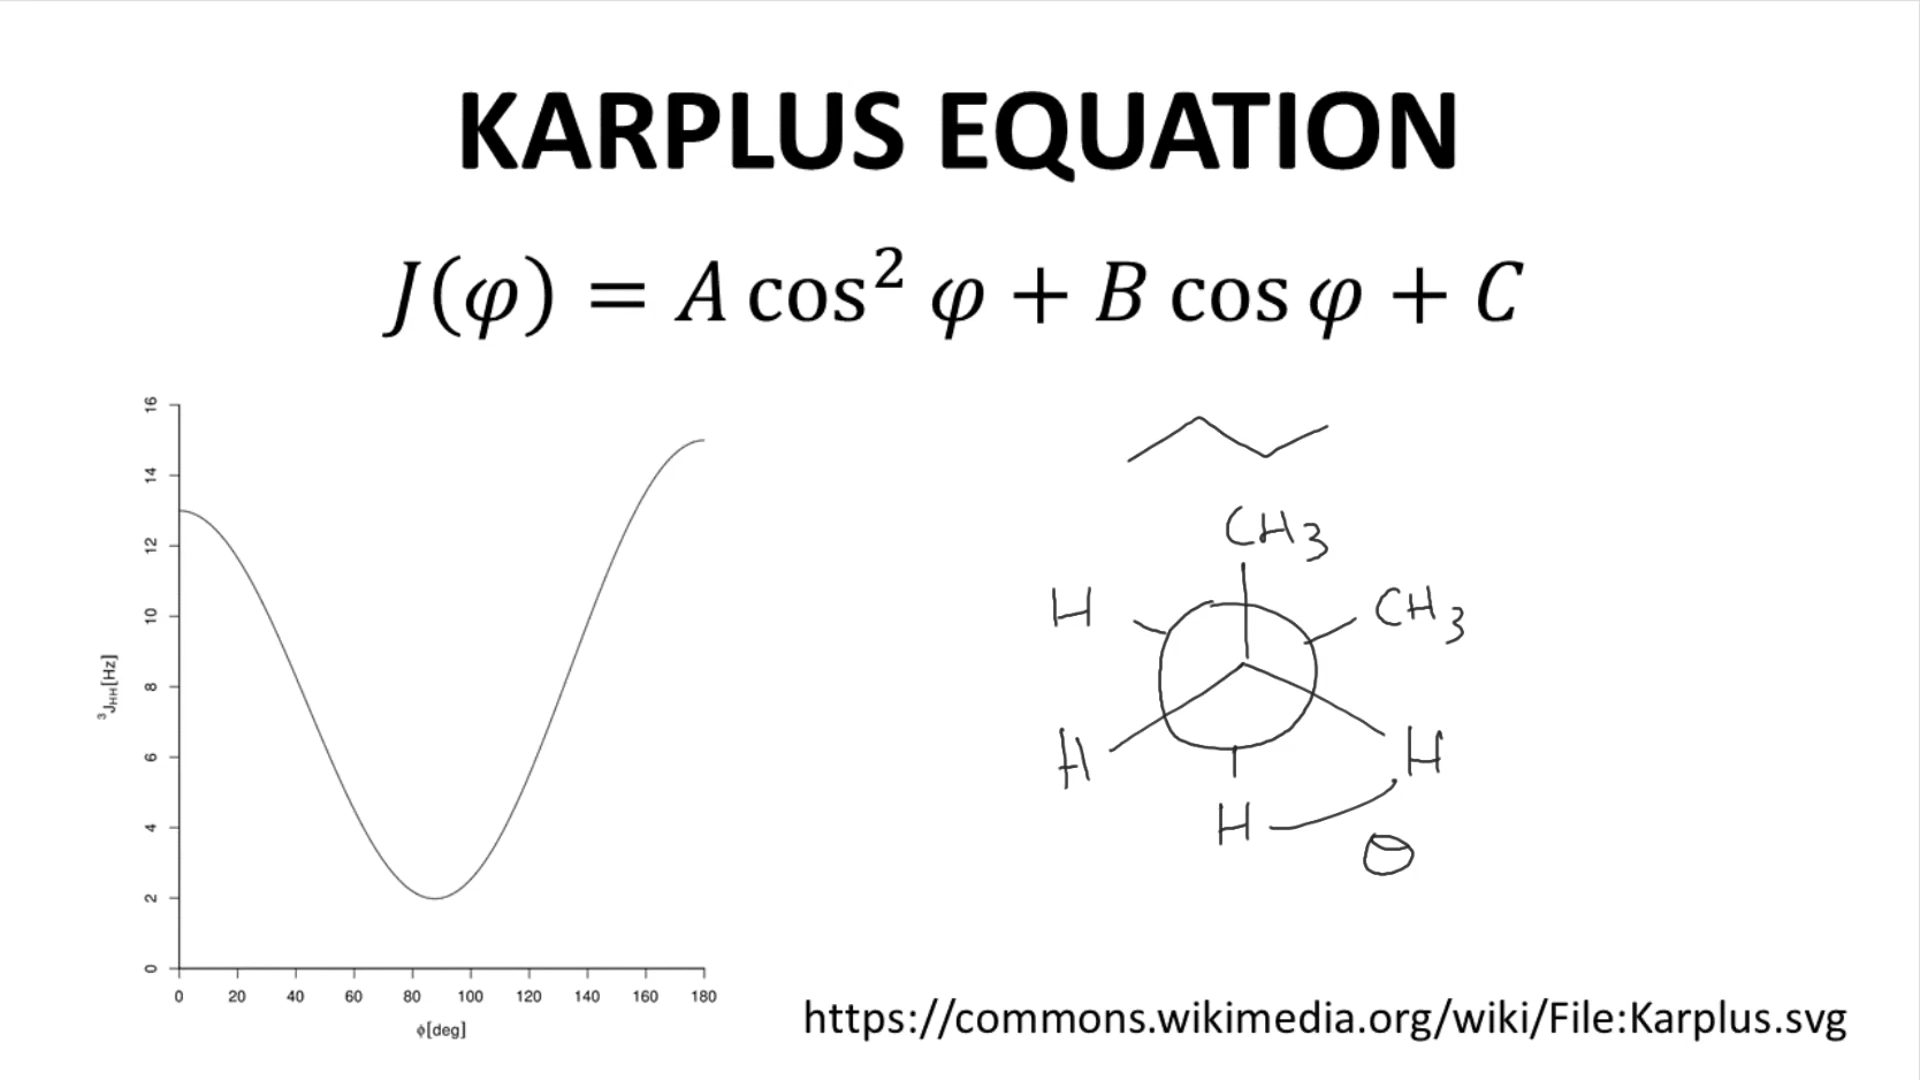 KARPLUS EQUATION
J(φ) = A cos² φ + B cos φ + C
16
14
12
10
8
6
4
2
0
³J_HH[Hz]
0 20 40 60 80 100 120 140 160 180
ϕ[deg]
CH3
H CH3
H H
H
Θ
https://commons.wikimedia.org/wiki/File:Karplus.svg